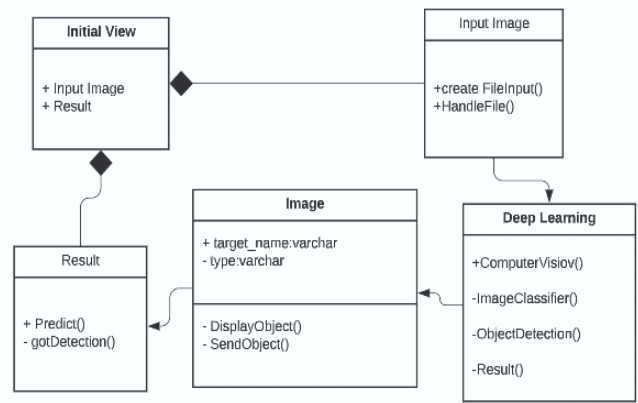 Initial View
+ Input Image
+ Result
Input Image
+create FileInput()
+HandleFile()
Image
+ target_name:varchar
- type:varchar
- DisplayObject()
- SendObject()
Deep Learning
+ComputerVisiov()
-ImageClassifier()
-ObjectDetection()
-Result()
Result
+ Predict()
- gotDetection()